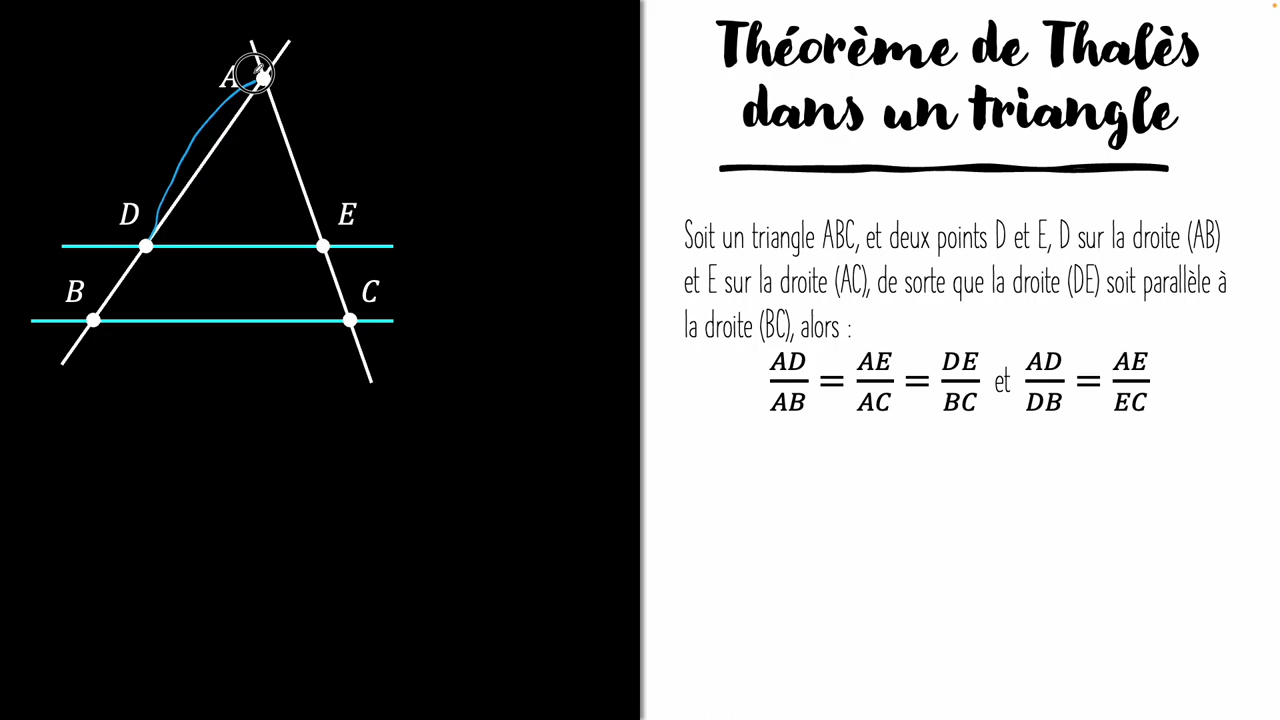 A
D
E
B
C
Théorème de Thalès
dans un triangle
Soit un triangle ABC, et deux points D et E, D sur la droite (AB)
et E sur la droite (AC), de sorte que la droite (DE) soit parallèle à
la droite (BC), alors :
AD/AB = AE/AC = DE/BC et AD/DB = AE/EC